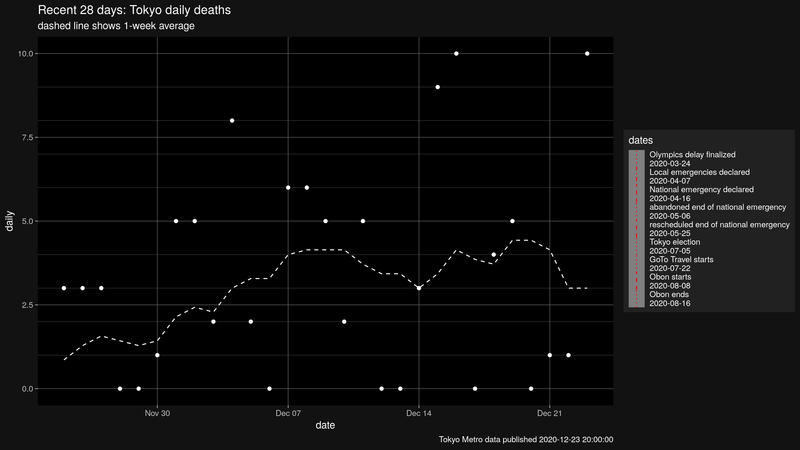 Recent 28 days: Tokyo daily deaths
dashed line shows 1-week average
10.0
7.5
5.0
2.5
0.0
daily
Nov 30
Dec 07
Dec 14
Dec 21
date
dates
Olympics delay finalized
2020-03-24
Local emergencies declared
2020-04-07
National emergency declared
2020-04-16
abandoned end of national emergency
2020-05-06
rescheduled end of national emergency
2020-05-25
Tokyo election
2020-07-05
GoTo Travel starts
2020-07-22
Obon starts
2020-08-08
Obon ends
2020-08-16
Tokyo Metro data published 2020-12-23 20:00:00